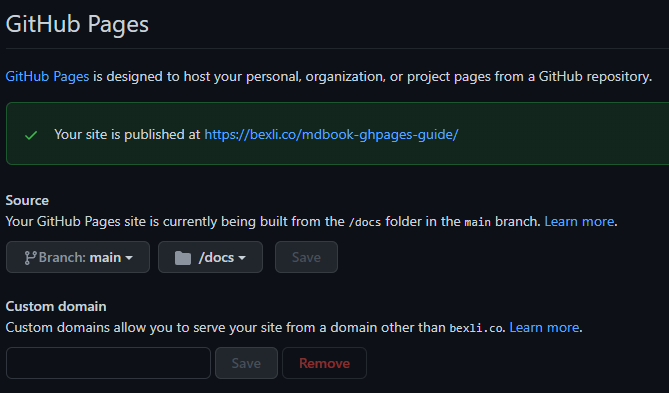 GitHub Pages
GitHub Pages is designed to host your personal, organization, or project pages from a GitHub repository.
Your site is published at https://bexli.co/mdbook-ghpages-guide/
Source
Your GitHub Pages site is currently being built from the /docs folder in the main branch. Learn more.
Branch: main /docs Save
Custom domain
Custom domains allow you to serve your site from a domain other than bexli.co. Learn more.
Save Remove